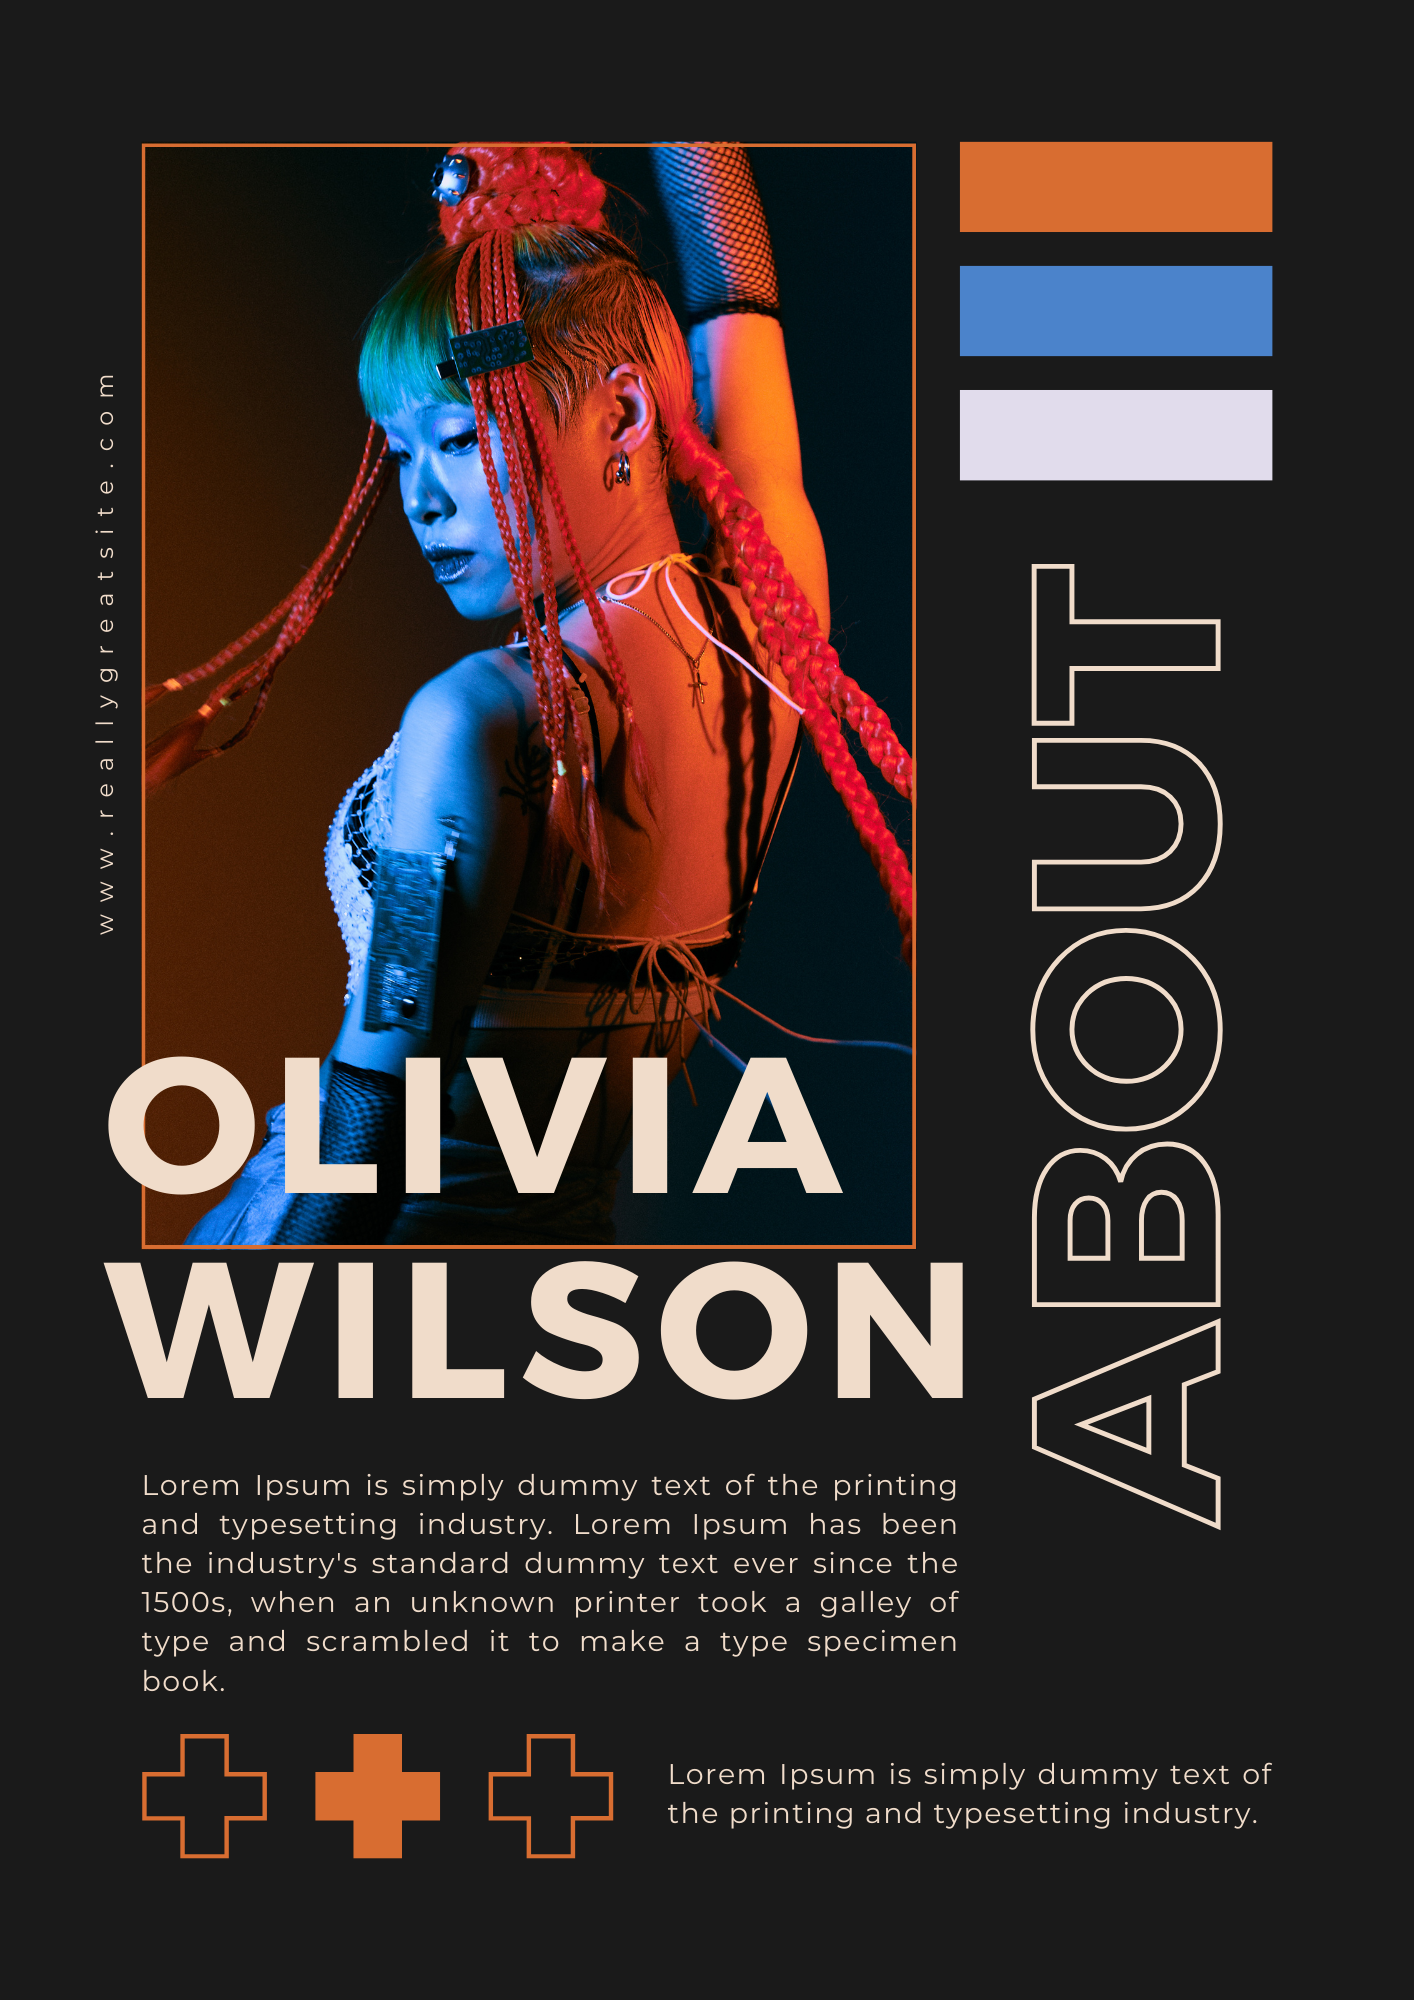 www.reallygreatsite.com
ABOUT
OLIVIA
WILSON
Lorem Ipsum is simply dummy text of the printing
and typesetting industry. Lorem Ipsum has been
the industry's standard dummy text ever since the
1500s, when an unknown printer took a galley of
type and scrambled it to make a type specimen
book.
Lorem Ipsum is simply dummy text of
the printing and typesetting industry.